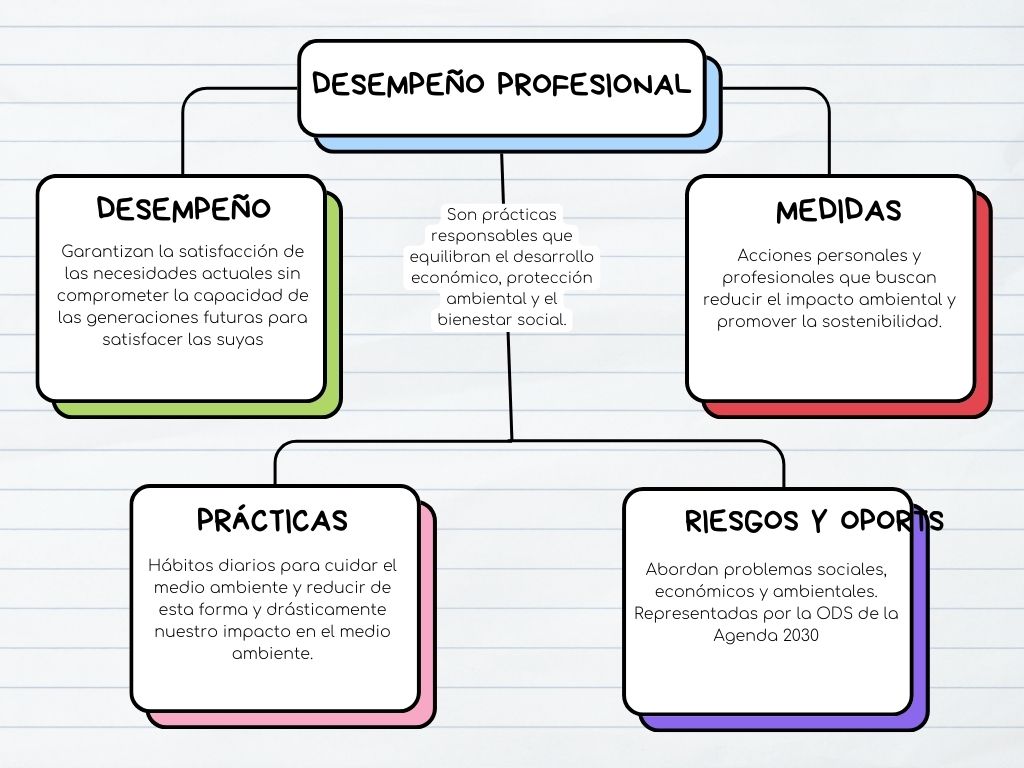 DESEMPEÑO PROFESIONAL
DESEMPEÑO
Garantizan la satisfacción de
las necesidades actuales sin
comprometer la capacidad de
las generaciones futuras para
satisfacer las suyas
Son prácticas
responsables que
equilibran el desarrollo
económico, protección
ambiental y el
bienestar social.
MEDIDAS
Acciones personales y
profesionales que buscan
reducir el impacto ambiental y
promover la sostenibilidad.
PRÁCTICAS
Hábitos diarios para cuidar el
medio ambiente y reducir de
esta forma y drásticamente
nuestro impacto en el medio
ambiente.
RIESGOS Y OPORTS
Abordan problemas sociales,
económicos y ambientales.
Representadas por la ODS de la
Agenda 2030